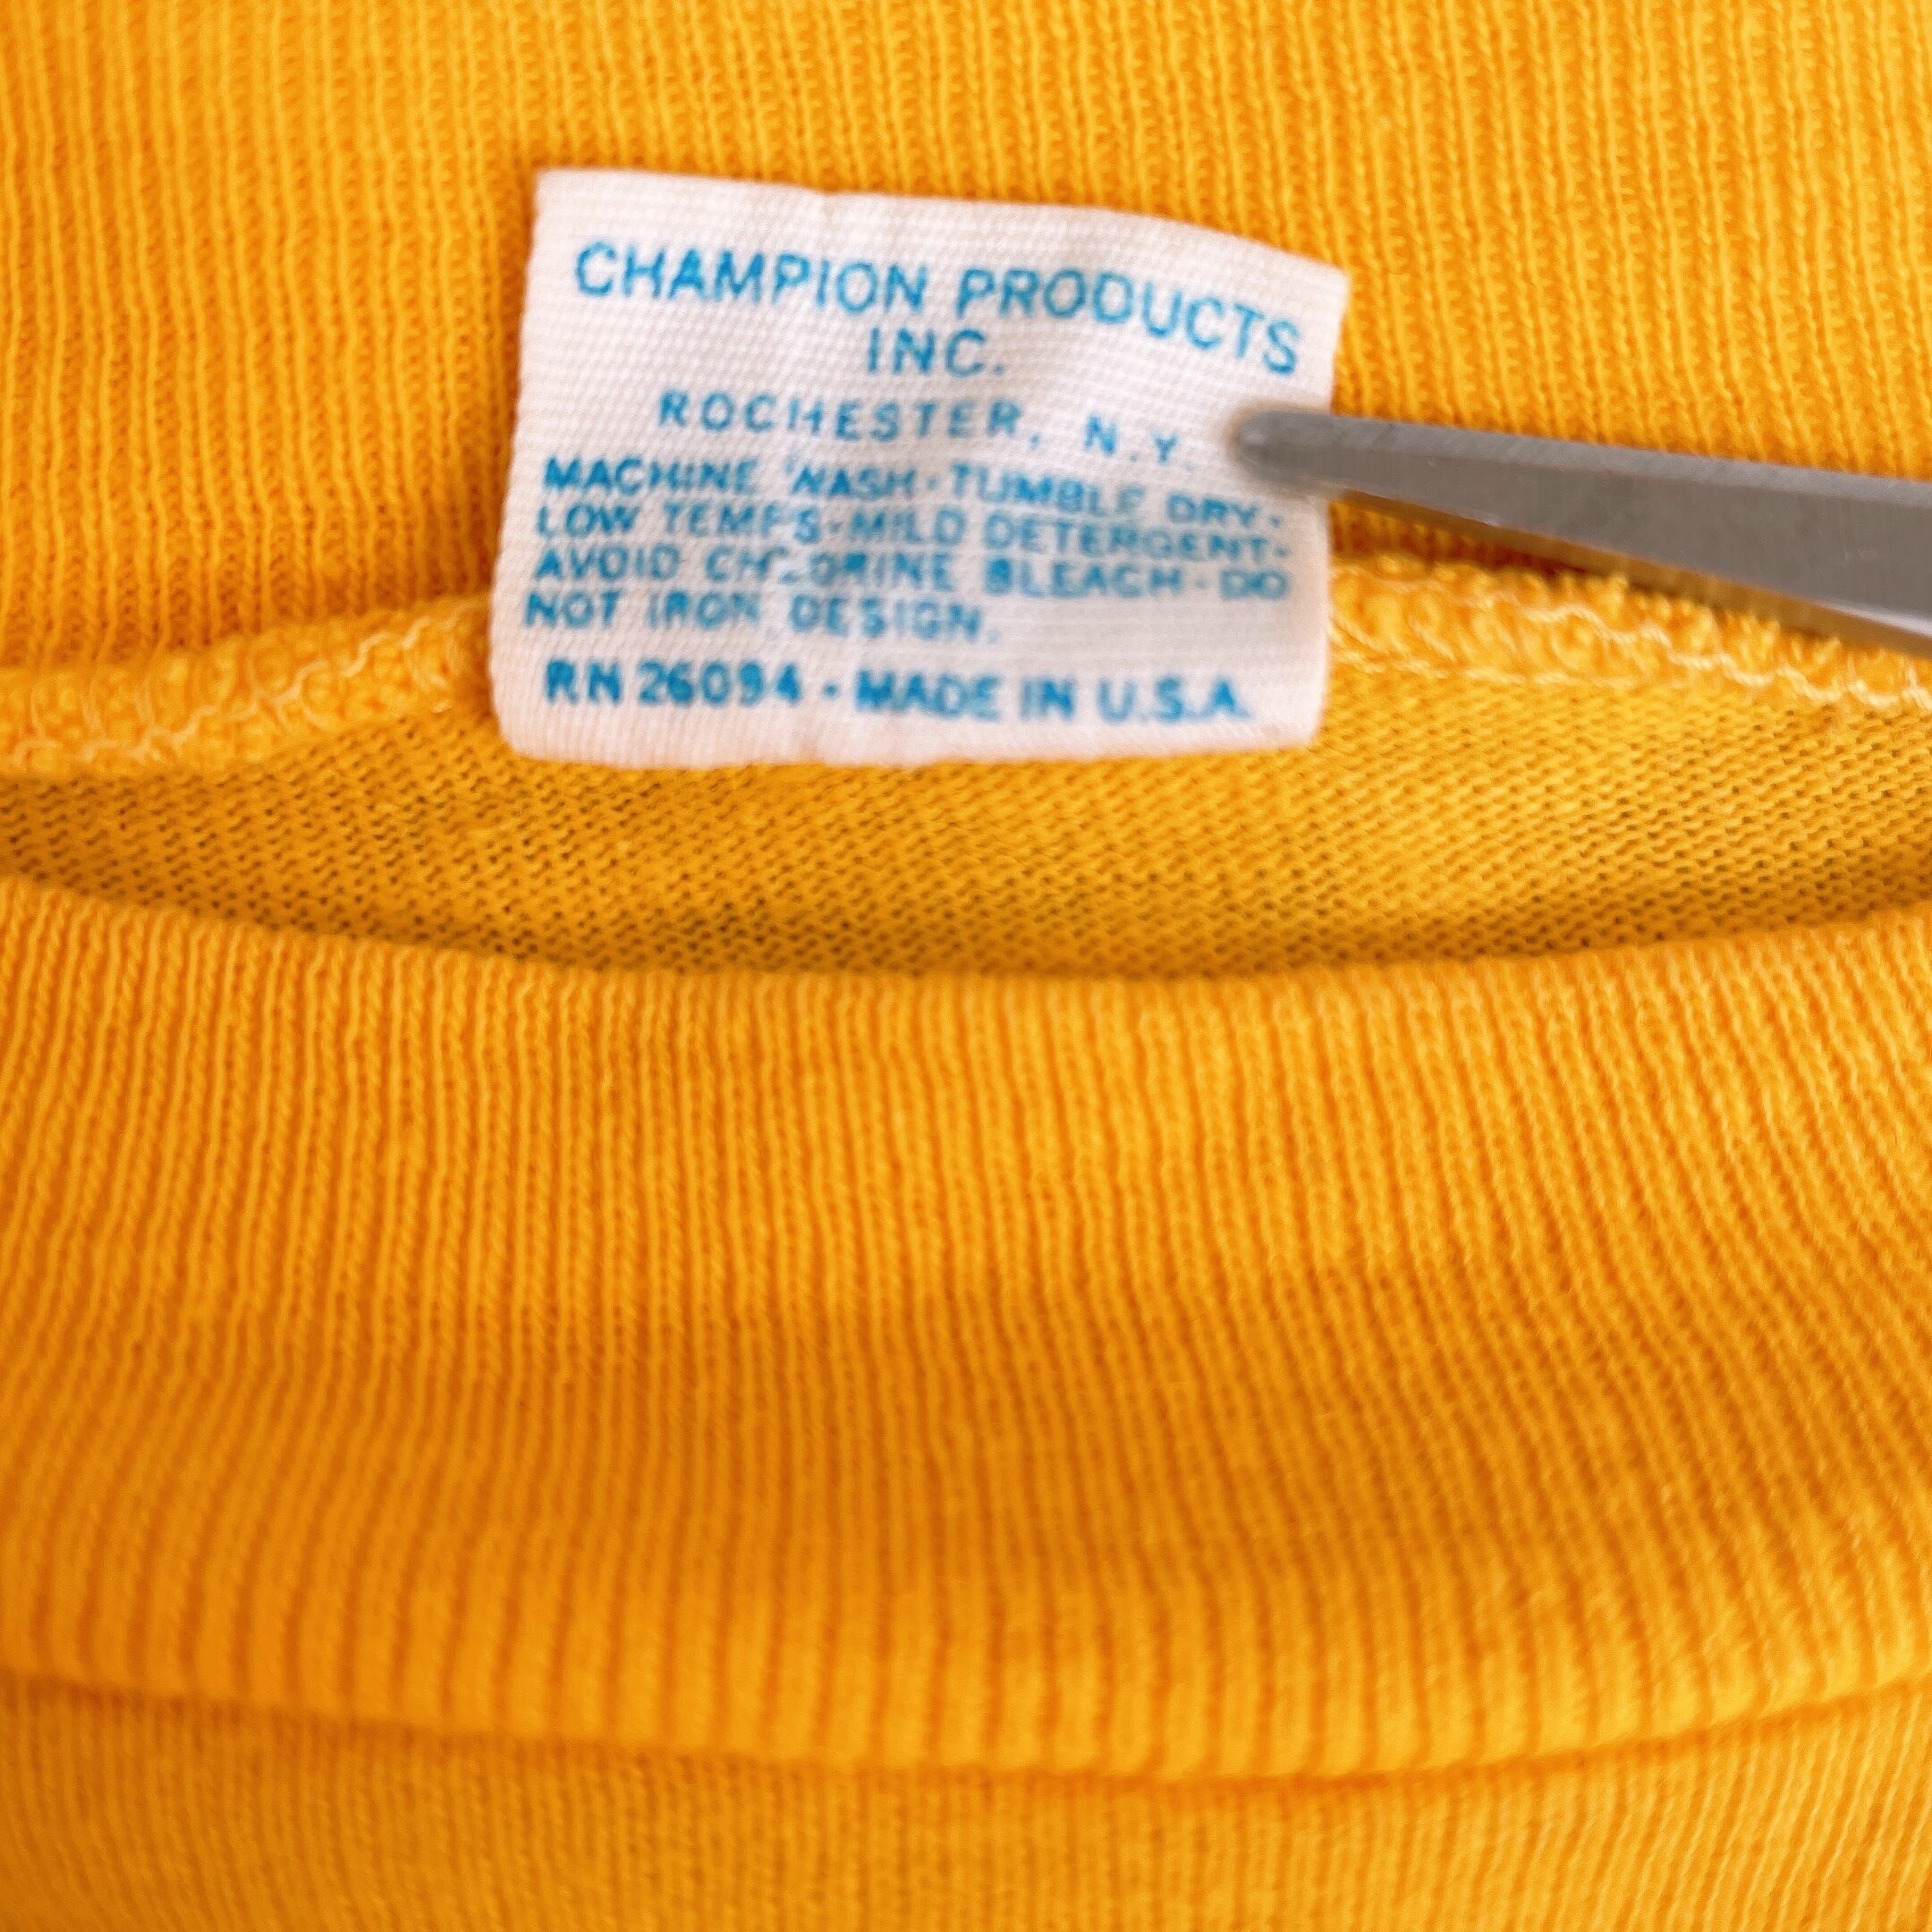 CHAMPION PRODUCTS
INC.
ROCHESTER, N.Y.
MACHINE WASH-TUMBLE DRY-
LOW TEMPS-MILD DETERGENT-
AVOID CHLORINE BLEACH-DO
NOT IRON DESIGN.
RN 26094 - MADE IN U.S.A.